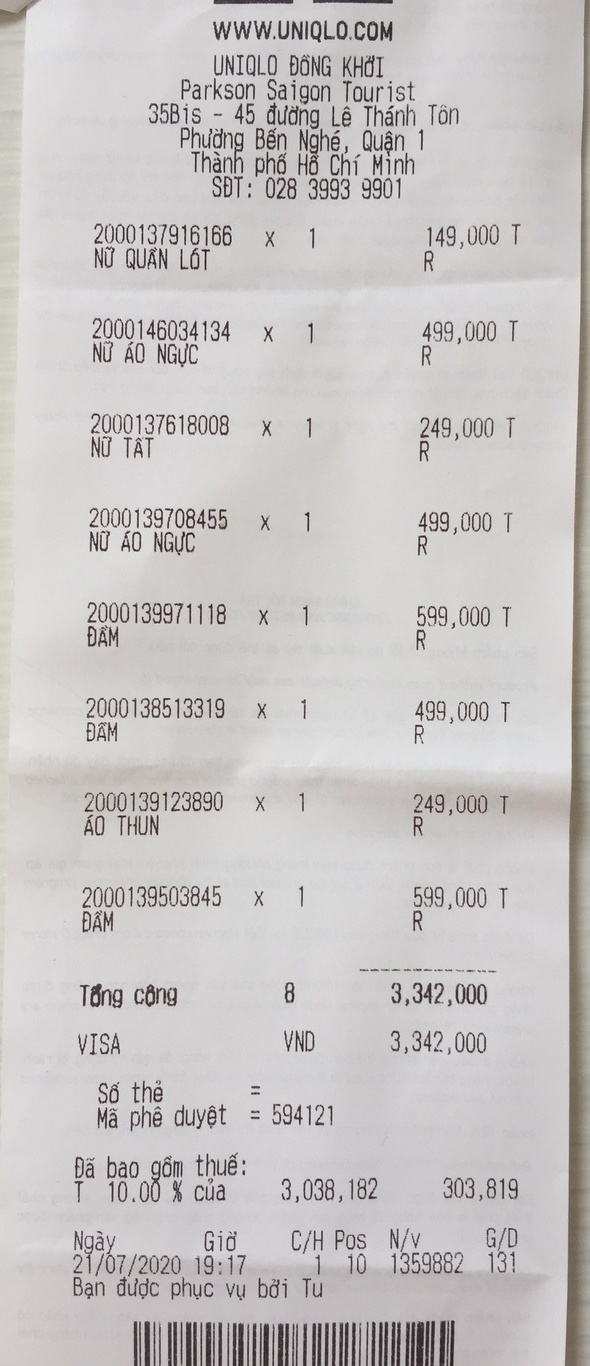 WWW.UNIQLO.COM
UNIQLO ĐỒNG KHỞI
Parkson Saigon Tourist
35Bis - 45 đường Lê Thánh Tôn
Phường Bến Nghé, Quận 1
Thành phố Hồ Chí Minh
SĐT: 028 3993 9901
2000137916166 x 1 149,000 T
NỮ QUẦN LÓT R
2000146034134 x 1 499,000 T
NỮ ÁO NGỰC R
2000137618008 x 1 249,000 T
NỮ TẤT R
2000139708455 x 1 499,000 T
NỮ ÁO NGỰC R
2000139971118 x 1 599,000 T
ĐẦM R
2000138513319 x 1 499,000 T
ĐẦM R
2000139123890 x 1 249,000 T
ÁO THUN R
2000139503845 x 1 599,000 T
ĐẦM R
Tổng cộng 8 3,342,000
VISA VND 3,342,000
Số thẻ =
Mã phê duyệt = 594121
Đã bao gồm thuế:
T 10.00 % của 3,038,182 303,819
Ngày Giờ C/H Pos N/v G/D
21/07/2020 19:17 1 10 1359882 131
Bạn được phục vụ bởi Tu